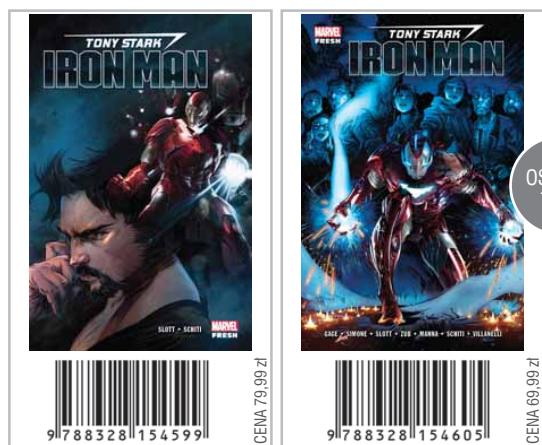 TONY STARK
IRON MAN
SLOTT • SCHITI
MARVEL
FRESH
9 788328 154599
CENA 79,99 zł
MARVEL
FRESH
TONY STARK
IRON MAN
GAGE • SIMONE • SLOTT • ZUB • MANNA • SCHITI • VILLANELLI
9 788328 154605
CENA 69,99 zł